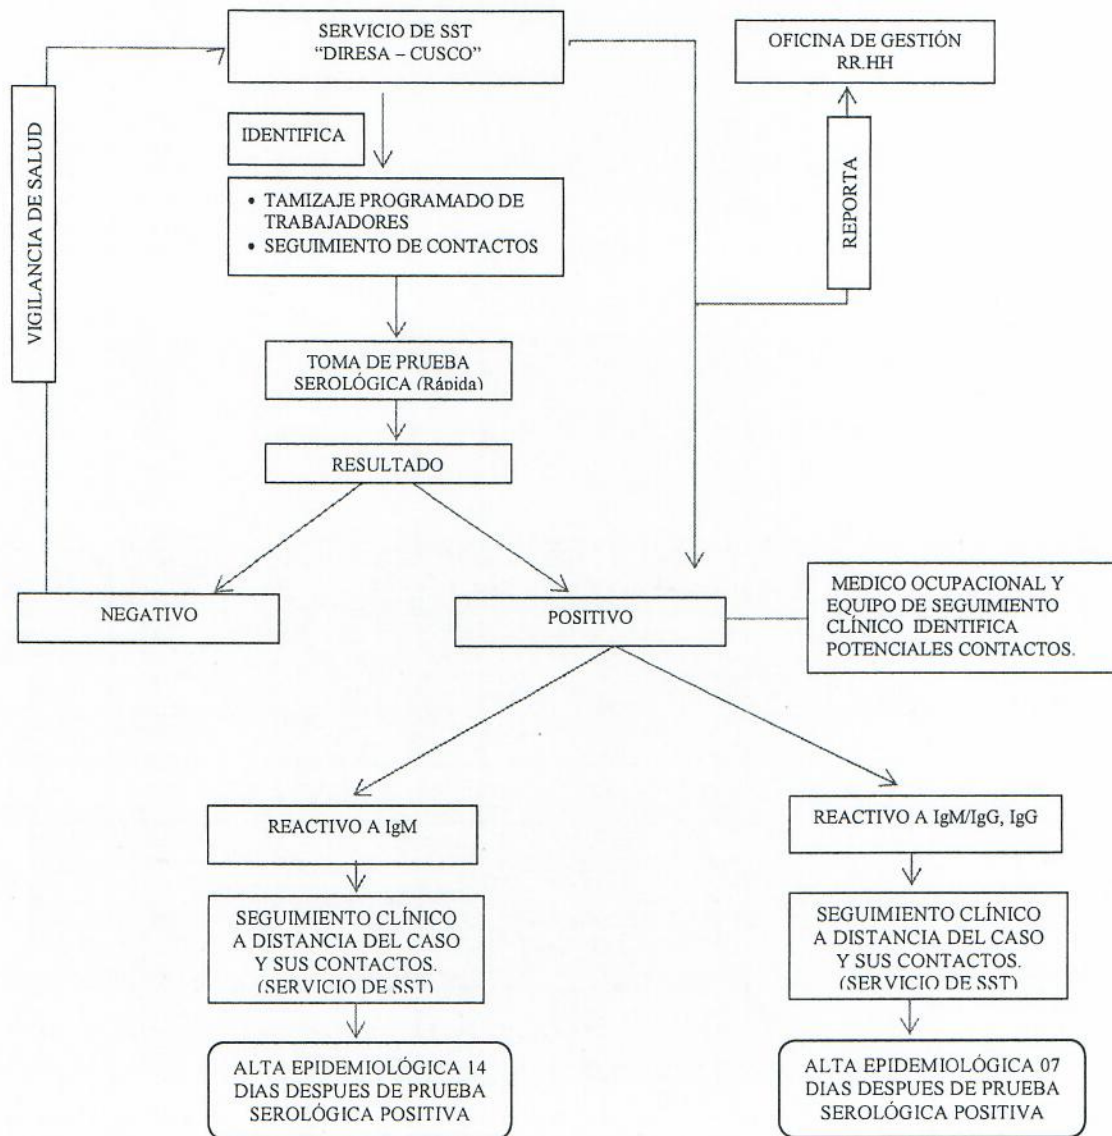 SERVICIO DE SST
“DIRESA – CUSCO”
OFICINA DE GESTIÓN
RR.HH
VIGILANCIA DE SALUD
IDENTIFICA
REPORTA
• TAMIZAJE PROGRAMADO DE
TRABAJADORES
• SEGUIMIENTO DE CONTACTOS
TOMA DE PRUEBA
SEROLÓGICA (Rápida)
RESULTADO
NEGATIVO
POSITIVO
MEDICO OCUPACIONAL Y
EQUIPO DE SEGUIMIENTO
CLÍNICO IDENTIFICA
POTENCIALES CONTACTOS.
REACTIVO A IgM
REACTIVO A IgM/IgG, IgG
SEGUIMIENTO CLÍNICO
A DISTANCIA DEL CASO
Y SUS CONTACTOS.
(SERVICIO DE SST)
SEGUIMIENTO CLÍNICO
A DISTANCIA DEL CASO
Y SUS CONTACTOS.
(SERVICIO DE SST)
ALTA EPIDEMIOLÓGICA 14
DIAS DESPUES DE PRUEBA
SEROLÓGICA POSITIVA
ALTA EPIDEMIOLÓGICA 07
DIAS DESPUES DE PRUEBA
SEROLÓGICA POSITIVA